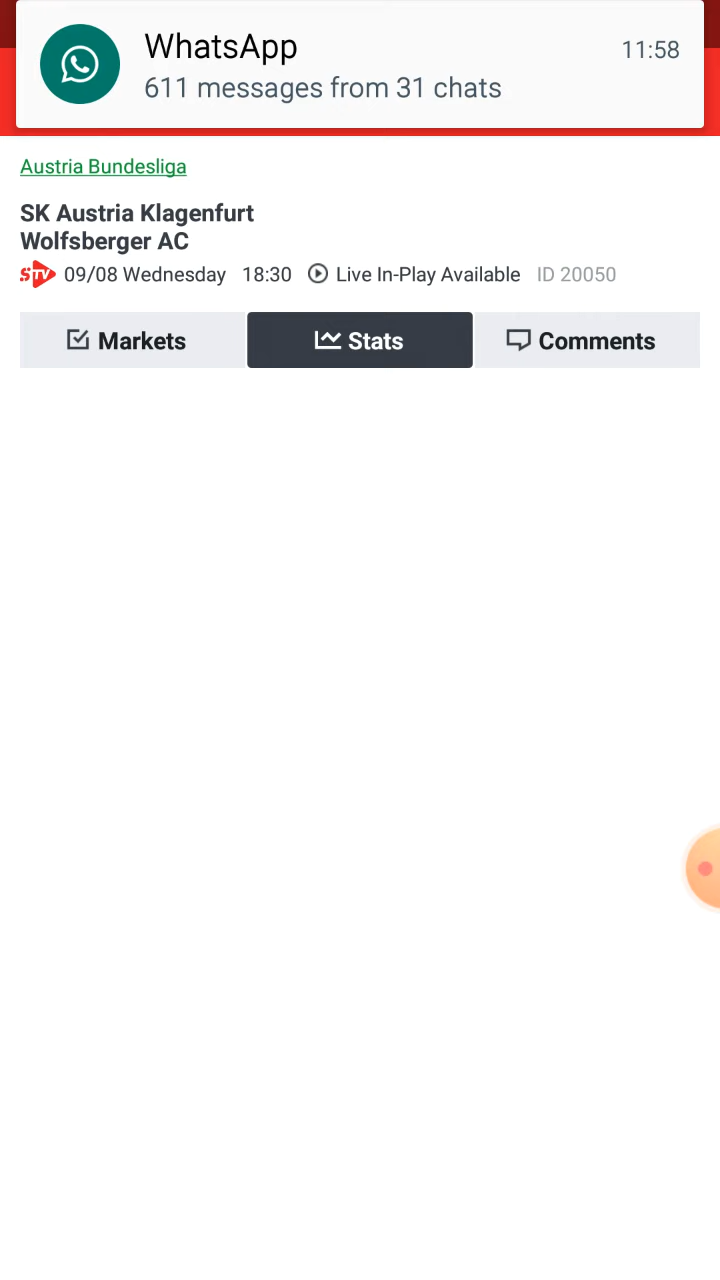 WhatsApp 11:58
611 messages from 31 chats
Austria Bundesliga
SK Austria Klagenfurt
Wolfsberger AC
STV 09/08 Wednesday 18:30 Live In-Play Available ID 20050
Markets Stats Comments